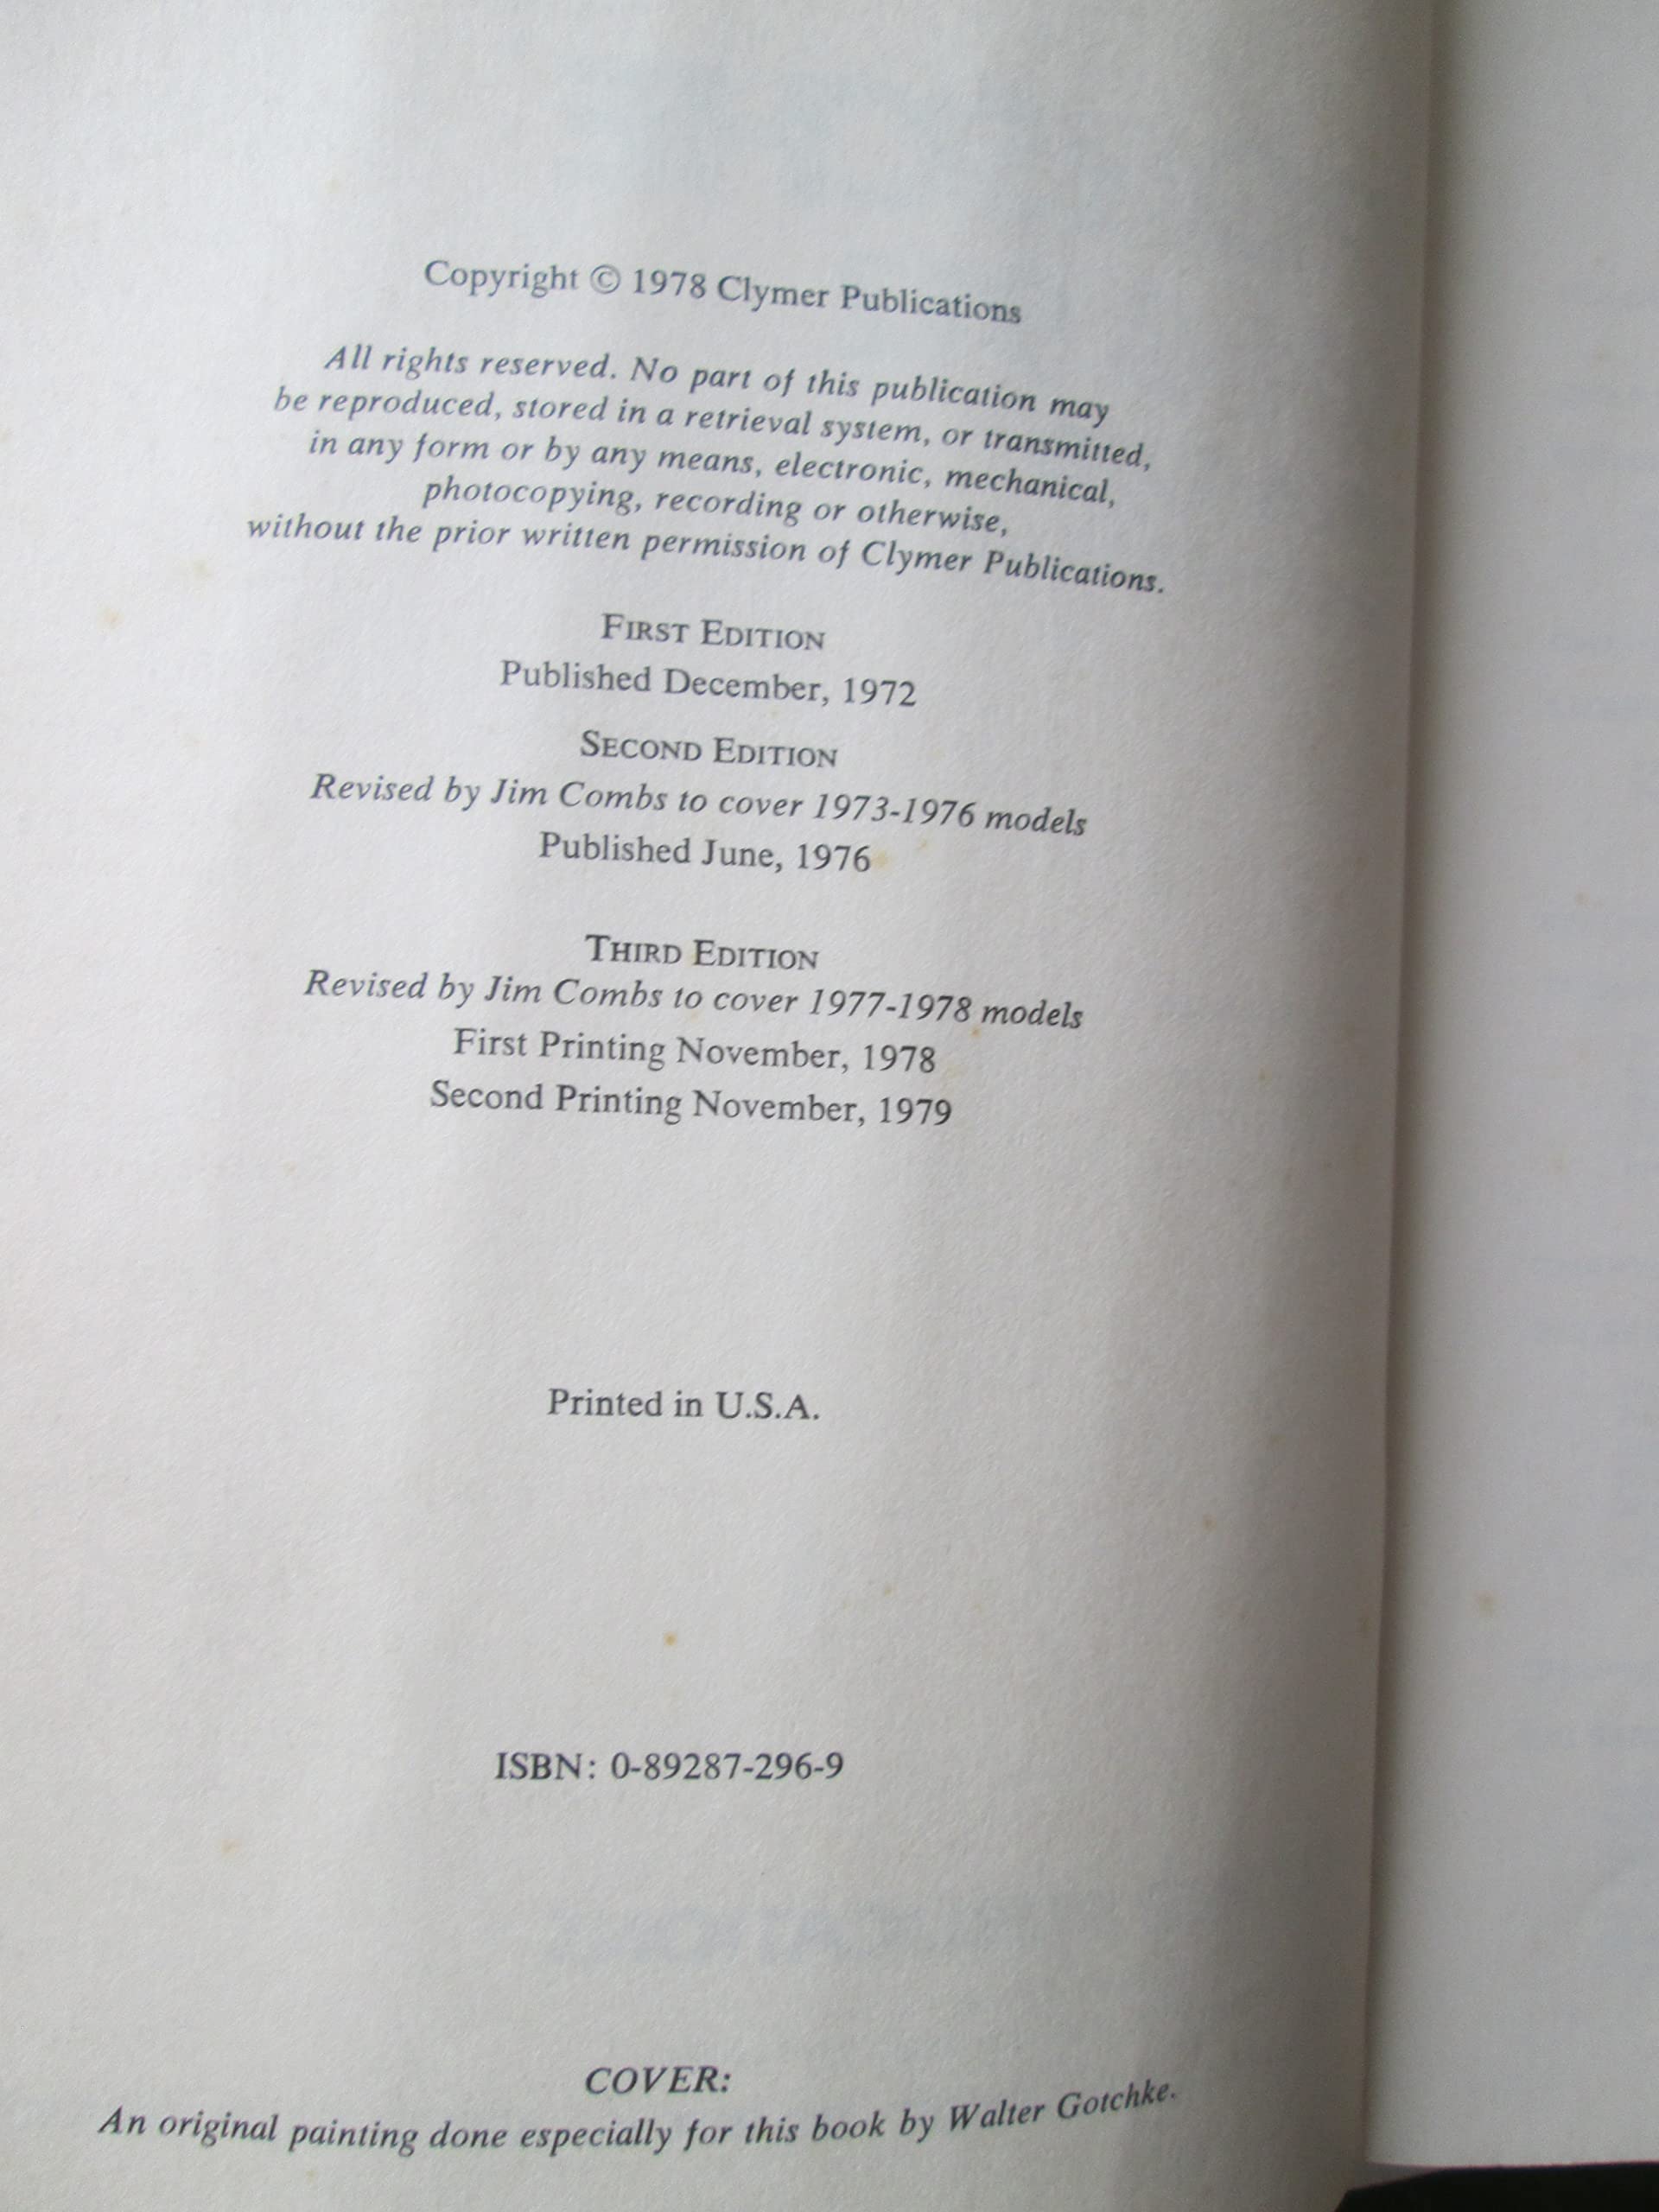 Copyright © 1978 Clymer Publications
All rights reserved. No part of this publication may
be reproduced, stored in a retrieval system, or transmitted,
in any form or by any means, electronic, mechanical,
photocopying, recording or otherwise,
without the prior written permission of Clymer Publications.
FIRST EDITION
Published December, 1972
SECOND EDITION
Revised by Jim Combs to cover 1973-1976 models
Published June, 1976
THIRD EDITION
Revised by Jim Combs to cover 1977-1978 models
First Printing November, 1978
Second Printing November, 1979
Printed in U.S.A.
ISBN: 0-89287-296-9
COVER:
An original painting done especially for this book by Walter Gotchke.